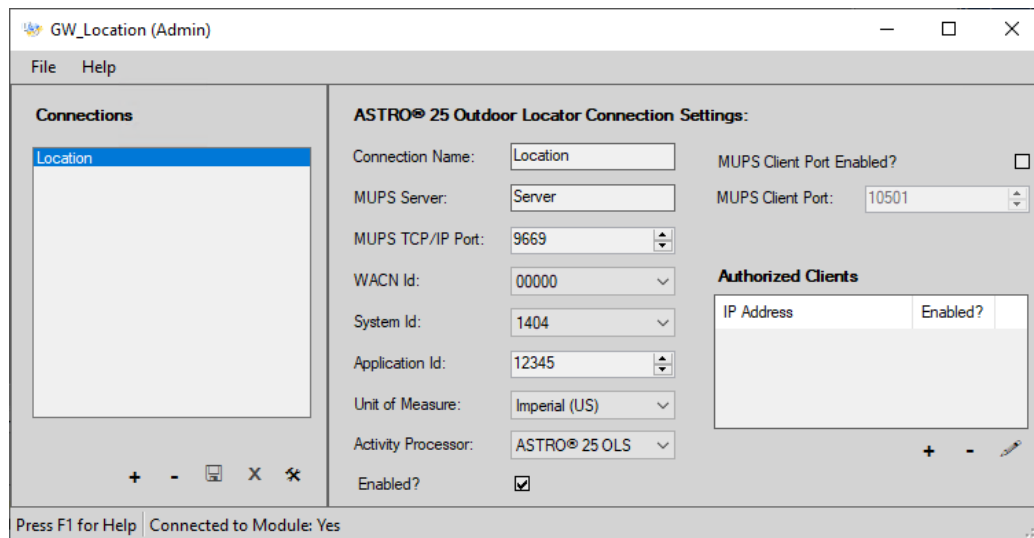 GW_Location (Admin)
File Help
Connections
Location
+ - X
ASTRO® 25 Outdoor Locator Connection Settings:
Connection Name: Location
MUPS Server: Server
MUPS TCP/IP Port: 9669
WACN Id: 00000
System Id: 1404
Application Id: 12345
Unit of Measure: Imperial (US)
Activity Processor: ASTRO® 25 OLS
Enabled?
MUPS Client Port Enabled?
MUPS Client Port: 10501
Authorized Clients
IP Address Enabled?
+ -
Press F1 for Help Connected to Module: Yes